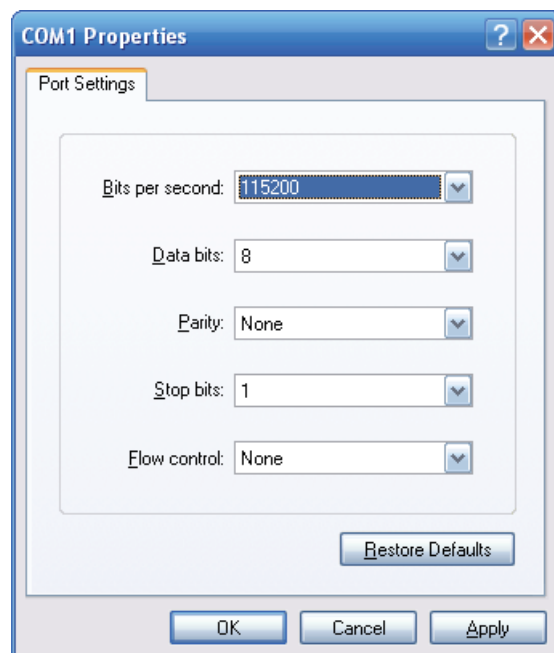 COM1 Properties
Port Settings
Bits per second: 115200
Data bits: 8
Parity: None
Stop bits: 1
Flow control: None
Restore Defaults
OK Cancel Apply